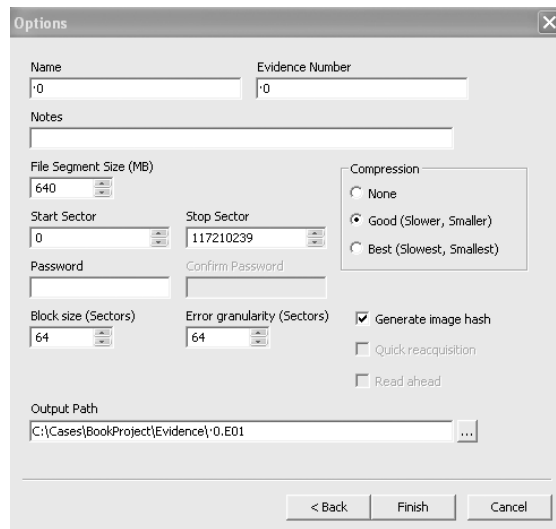 Options
Name Evidence Number
·0 ·0
Notes
File Segment Size (MB)
640
Compression
None
Good (Slower, Smaller)
Best (Slowest, Smallest)
Start Sector Stop Sector
0 117210239
Password Confirm Password
Block size (Sectors) Error granularity (Sectors)
64 64
Generate image hash
Quick reacquisition
Read ahead
Output Path
C:\Cases\BookProject\Evidence\·0.E01 ...
< Back Finish Cancel